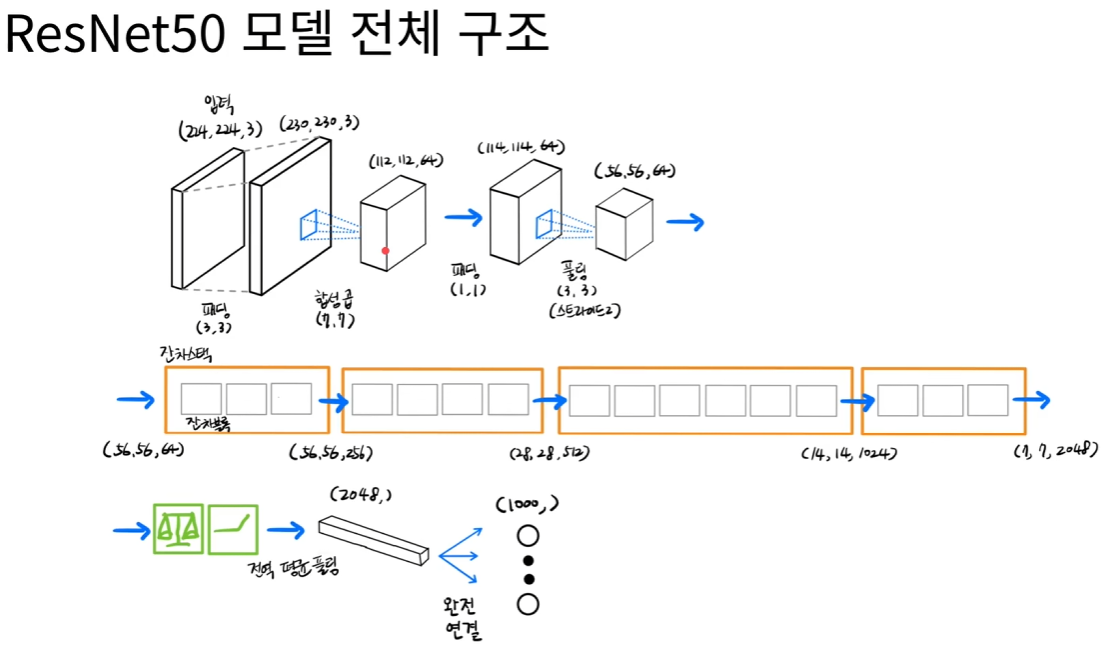 ResNet50 모델 전체 구조
입력
(224,224,3)
(230,230,3)
(112,112,64)
(114,114,64)
(56,56,64)
패딩
(3,3)
합성곱
(7,7)
패딩
(1,1)
풀링
(3,3)
(스트라이드2)
잔차스택
잔차블록
(56,56,64)
(56,56,256)
(28,28,512)
(14,14,1024)
(7,7,2048)
(2048,)
(1000,)
전역 평균풀링
완전
연결